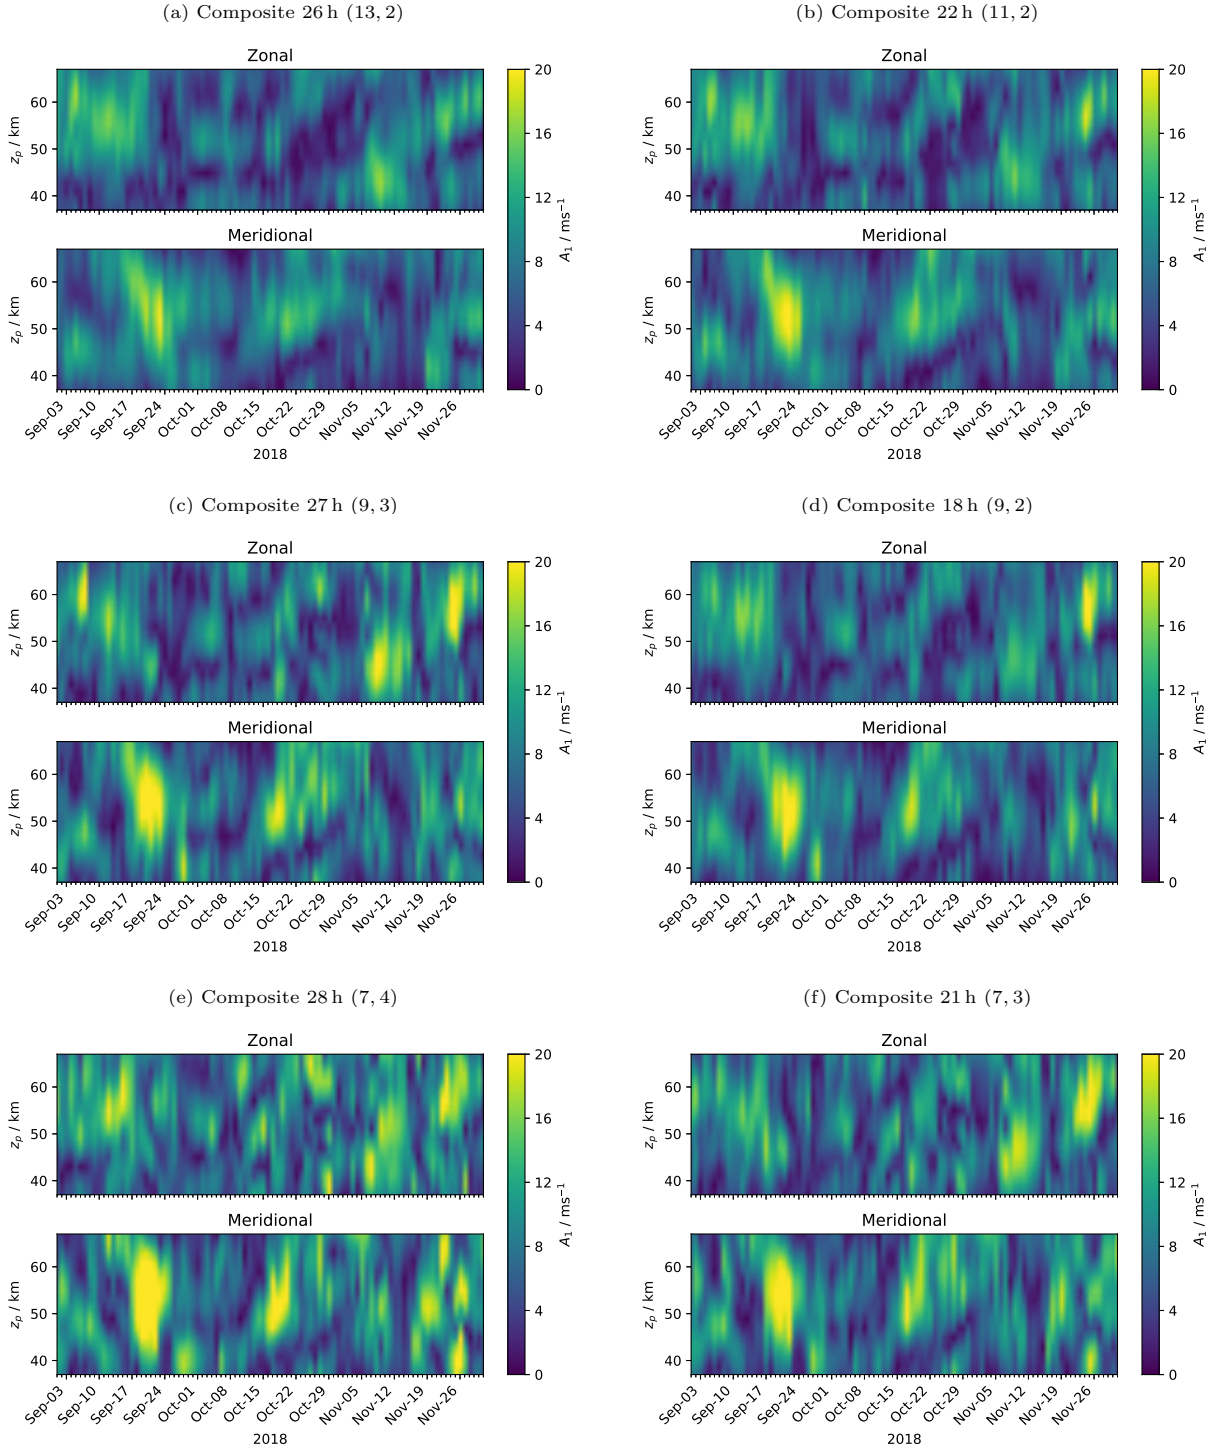 (a) Composite 26 h (13, 2)
Zonal
60
50
40
z_p / km
Meridional
60
50
40
z_p / km
Sep-03 Sep-10 Sep-17 Sep-24 Oct-01 Oct-08 Oct-15 Oct-22 Oct-29 Nov-05 Nov-12 Nov-19 Nov-26
2018
20
16
12
8
4
0
A₁ / ms⁻¹
(b) Composite 22 h (11, 2)
Zonal
60
50
40
z_p / km
Meridional
60
50
40
z_p / km
Sep-03 Sep-10 Sep-17 Sep-24 Oct-01 Oct-08 Oct-15 Oct-22 Oct-29 Nov-05 Nov-12 Nov-19 Nov-26
2018
20
16
12
8
4
0
A₁ / ms⁻¹
(c) Composite 27 h (9, 3)
Zonal
60
50
40
z_p / km
Meridional
60
50
40
z_p / km
Sep-03 Sep-10 Sep-17 Sep-24 Oct-01 Oct-08 Oct-15 Oct-22 Oct-29 Nov-05 Nov-12 Nov-19 Nov-26
2018
20
16
12
8
4
0
A₁ / ms⁻¹
(d) Composite 18 h (9, 2)
Zonal
60
50
40
z_p / km
Meridional
60
50
40
z_p / km
Sep-03 Sep-10 Sep-17 Sep-24 Oct-01 Oct-08 Oct-15 Oct-22 Oct-29 Nov-05 Nov-12 Nov-19 Nov-26
2018
20
16
12
8
4
0
A₁ / ms⁻¹
(e) Composite 28 h (7, 4)
Zonal
60
50
40
z_p / km
Meridional
60
50
40
z_p / km
Sep-03 Sep-10 Sep-17 Sep-24 Oct-01 Oct-08 Oct-15 Oct-22 Oct-29 Nov-05 Nov-12 Nov-19 Nov-26
2018
20
16
12
8
4
0
A₁ / ms⁻¹
(f) Composite 21 h (7, 3)
Zonal
60
50
40
z_p / km
Meridional
60
50
40
z_p / km
Sep-03 Sep-10 Sep-17 Sep-24 Oct-01 Oct-08 Oct-15 Oct-22 Oct-29 Nov-05 Nov-12 Nov-19 Nov-26
2018
20
16
12
8
4
0
A₁ / ms⁻¹